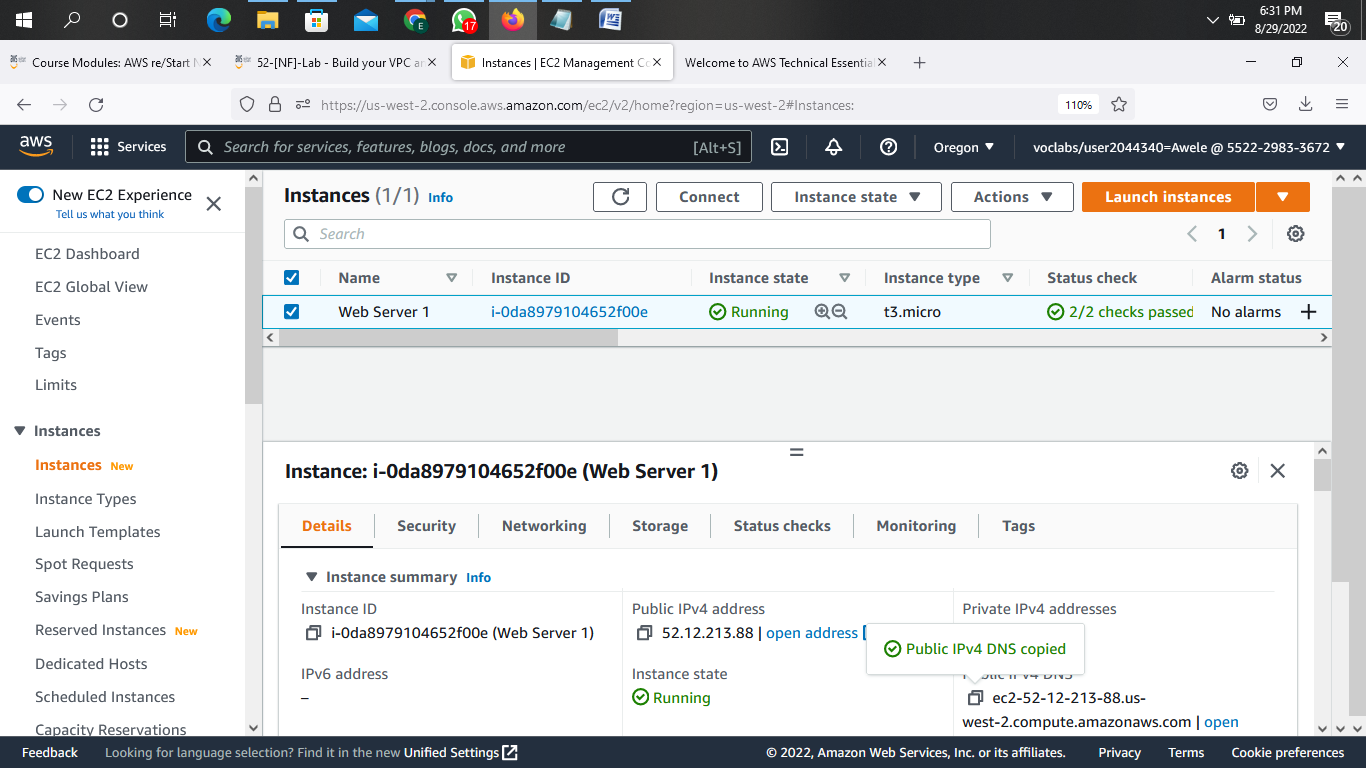 6:31 PM
8/29/2022
17
20
E
Course Modules: AWS re/Start
52-[NF]-Lab - Build your VPC
Instances | EC2 Management
Welcome to AWS Technical Essential
https://us-west-2.console.aws.amazon.com/ec2/v2/home?region=us-west-2#Instances:
110%
aws
Services
Search for services, features, blogs, docs, and more
[Alt+S]
Oregon
voclabs/user2044340=Awele @ 5522-2983-3672
New EC2 Experience
Tell us what you think
EC2 Dashboard
EC2 Global View
Events
Tags
Limits
Instances
Instances New
Instance Types
Launch Templates
Spot Requests
Savings Plans
Reserved Instances New
Dedicated Hosts
Scheduled Instances
Capacity Reservations
Instances (1/1) Info
Connect
Instance state
Actions
Launch instances
Search
1
Name Instance ID Instance state Instance type Status check Alarm status
Web Server 1 i-0da8979104652f00e Running t3.micro 2/2 checks passed No alarms
Instance: i-0da8979104652f00e (Web Server 1)
Details Security Networking Storage Status checks Monitoring Tags
Instance summary Info
Instance ID
i-0da8979104652f00e (Web Server 1)
Public IPv4 address
52.12.213.88 | open address
Private IPv4 addresses
Public IPv4 DNS copied
IPv6 address
–
Instance state
Running
Public IPv4 DNS
ec2-52-12-213-88.us-
west-2.compute.amazonaws.com | open
Feedback
Looking for language selection? Find it in the new Unified Settings
© 2022, Amazon Web Services, Inc. or its affiliates.
Privacy
Terms
Cookie preferences